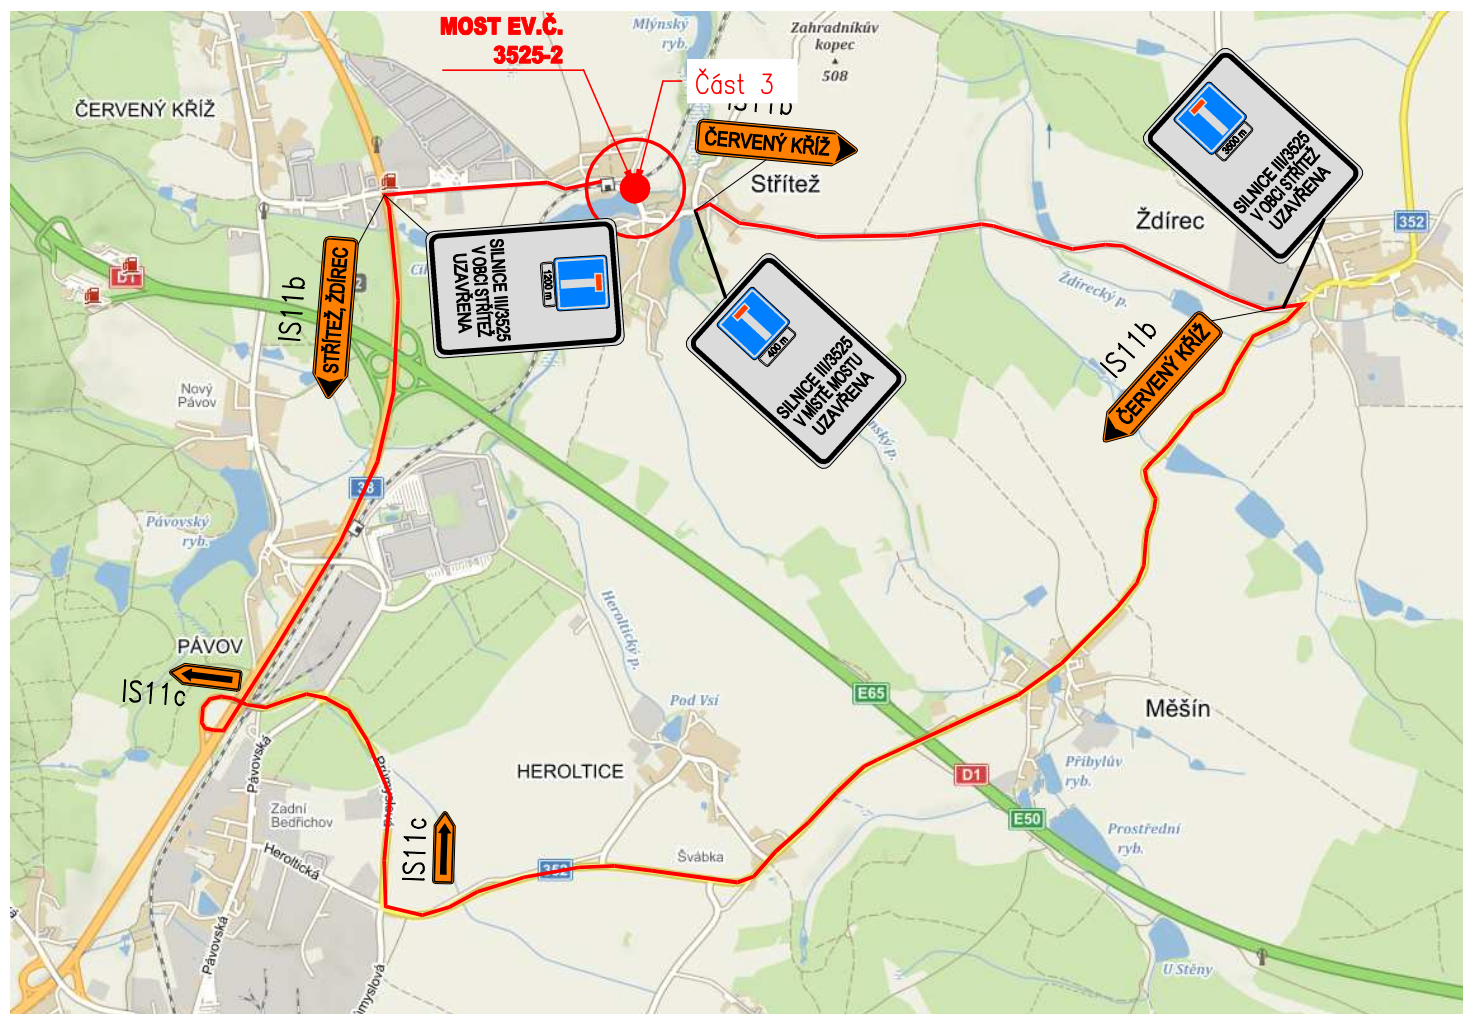 MOST EV.Č.
3525-2
Mlýnský
ryb.
Zahradníkův
kopec
508
Část 3
IS11b
ČERVENÝ KŘÍŽ
ČERVENÝ KŘÍŽ
Střítež
3500 m
SILNICE III/3525
V OBCI STŘÍTEŽ
UZAVŘENA
Ždírec
352
D1
IS11b
STŘÍTEŽ, ŽDÍREC
1200 m
SILNICE III/3525
V OBCI STŘÍTEŽ
UZAVŘENA
Ždírecký p.
400 m
SILNICE III/3525
V MÍSTĚ MOSTU
UZAVŘENA
IS11b
ČERVENÝ KŘÍŽ
Nový
Pávov
38
Pávovský
ryb.
Heroltický p.
PÁVOV
IS11c
E65
Pod Vsí
Měšín
Pávovská
Průmyslová
HEROLTICE
D1
Přibylův
ryb.
Zadní
Bedřichov
E50
Prostřední
ryb.
IS11c
Heroltická
352
Švábka
Pávovská
U Stěny